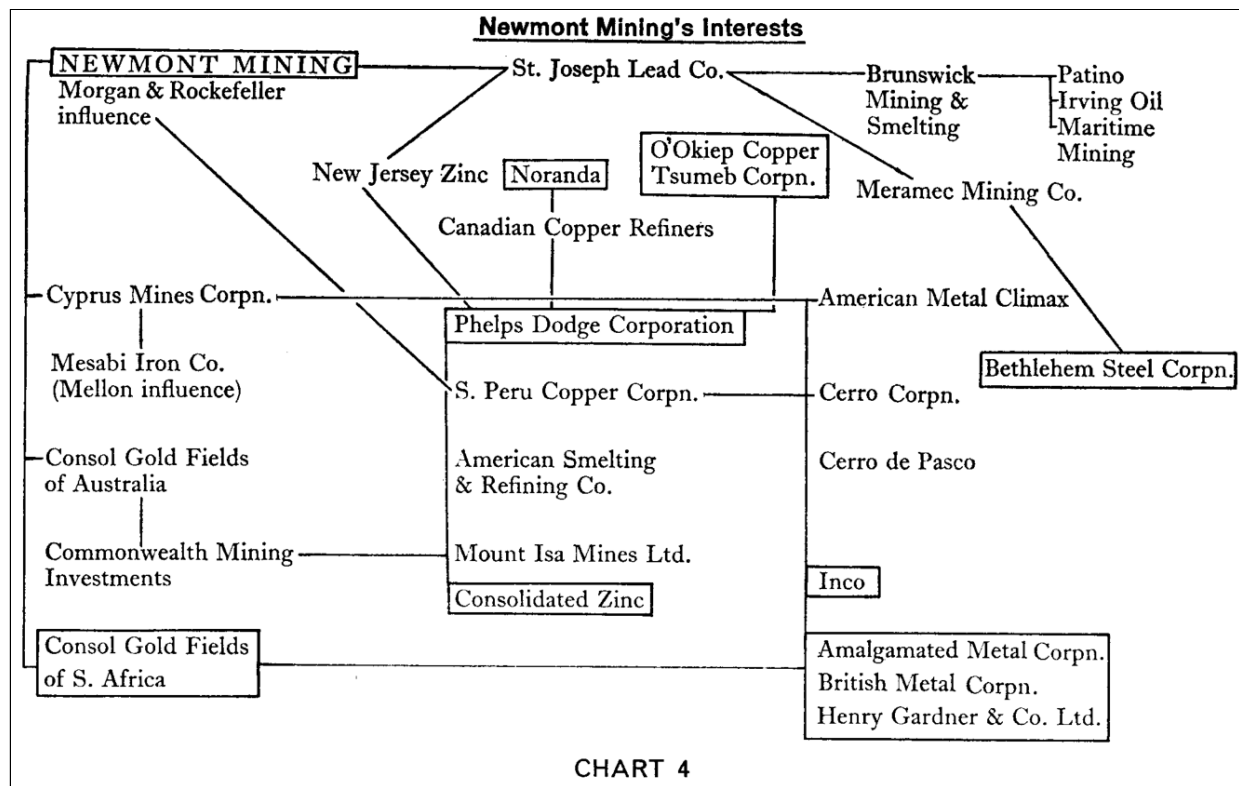 Newmont Mining's Interests
NEWMONT MINING
Morgan & Rockefeller
influence
St. Joseph Lead Co.
Brunswick
Mining &
Smelting
Patino
Irving Oil
Maritime
Mining
New Jersey Zinc
Noranda
O'Okiep Copper
Tsumeb Corpn.
Meramec Mining Co.
Canadian Copper Refiners
Cyprus Mines Corpn.
American Metal Climax
Phelps Dodge Corporation
Mesabi Iron Co.
(Mellon influence)
Bethlehem Steel Corpn.
S. Peru Copper Corpn.
Cerro Corpn.
Consol Gold Fields
of Australia
American Smelting
& Refining Co.
Cerro de Pasco
Commonwealth Mining
Investments
Mount Isa Mines Ltd.
Inco
Consolidated Zinc
Consol Gold Fields
of S. Africa
Amalgamated Metal Corpn.
British Metal Corpn.
Henry Gardner & Co. Ltd.
CHART 4